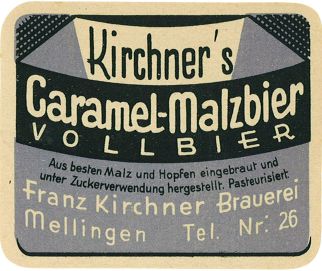 Kirchner's
Caramel-Malzbier
VOLLBIER
Aus besten Malz und Hopfen eingebraut und
unter Zuckerverwendung hergestellt. Pasteurisiert
Franz Kirchner Brauerei
Mellingen Tel. Nr: 26